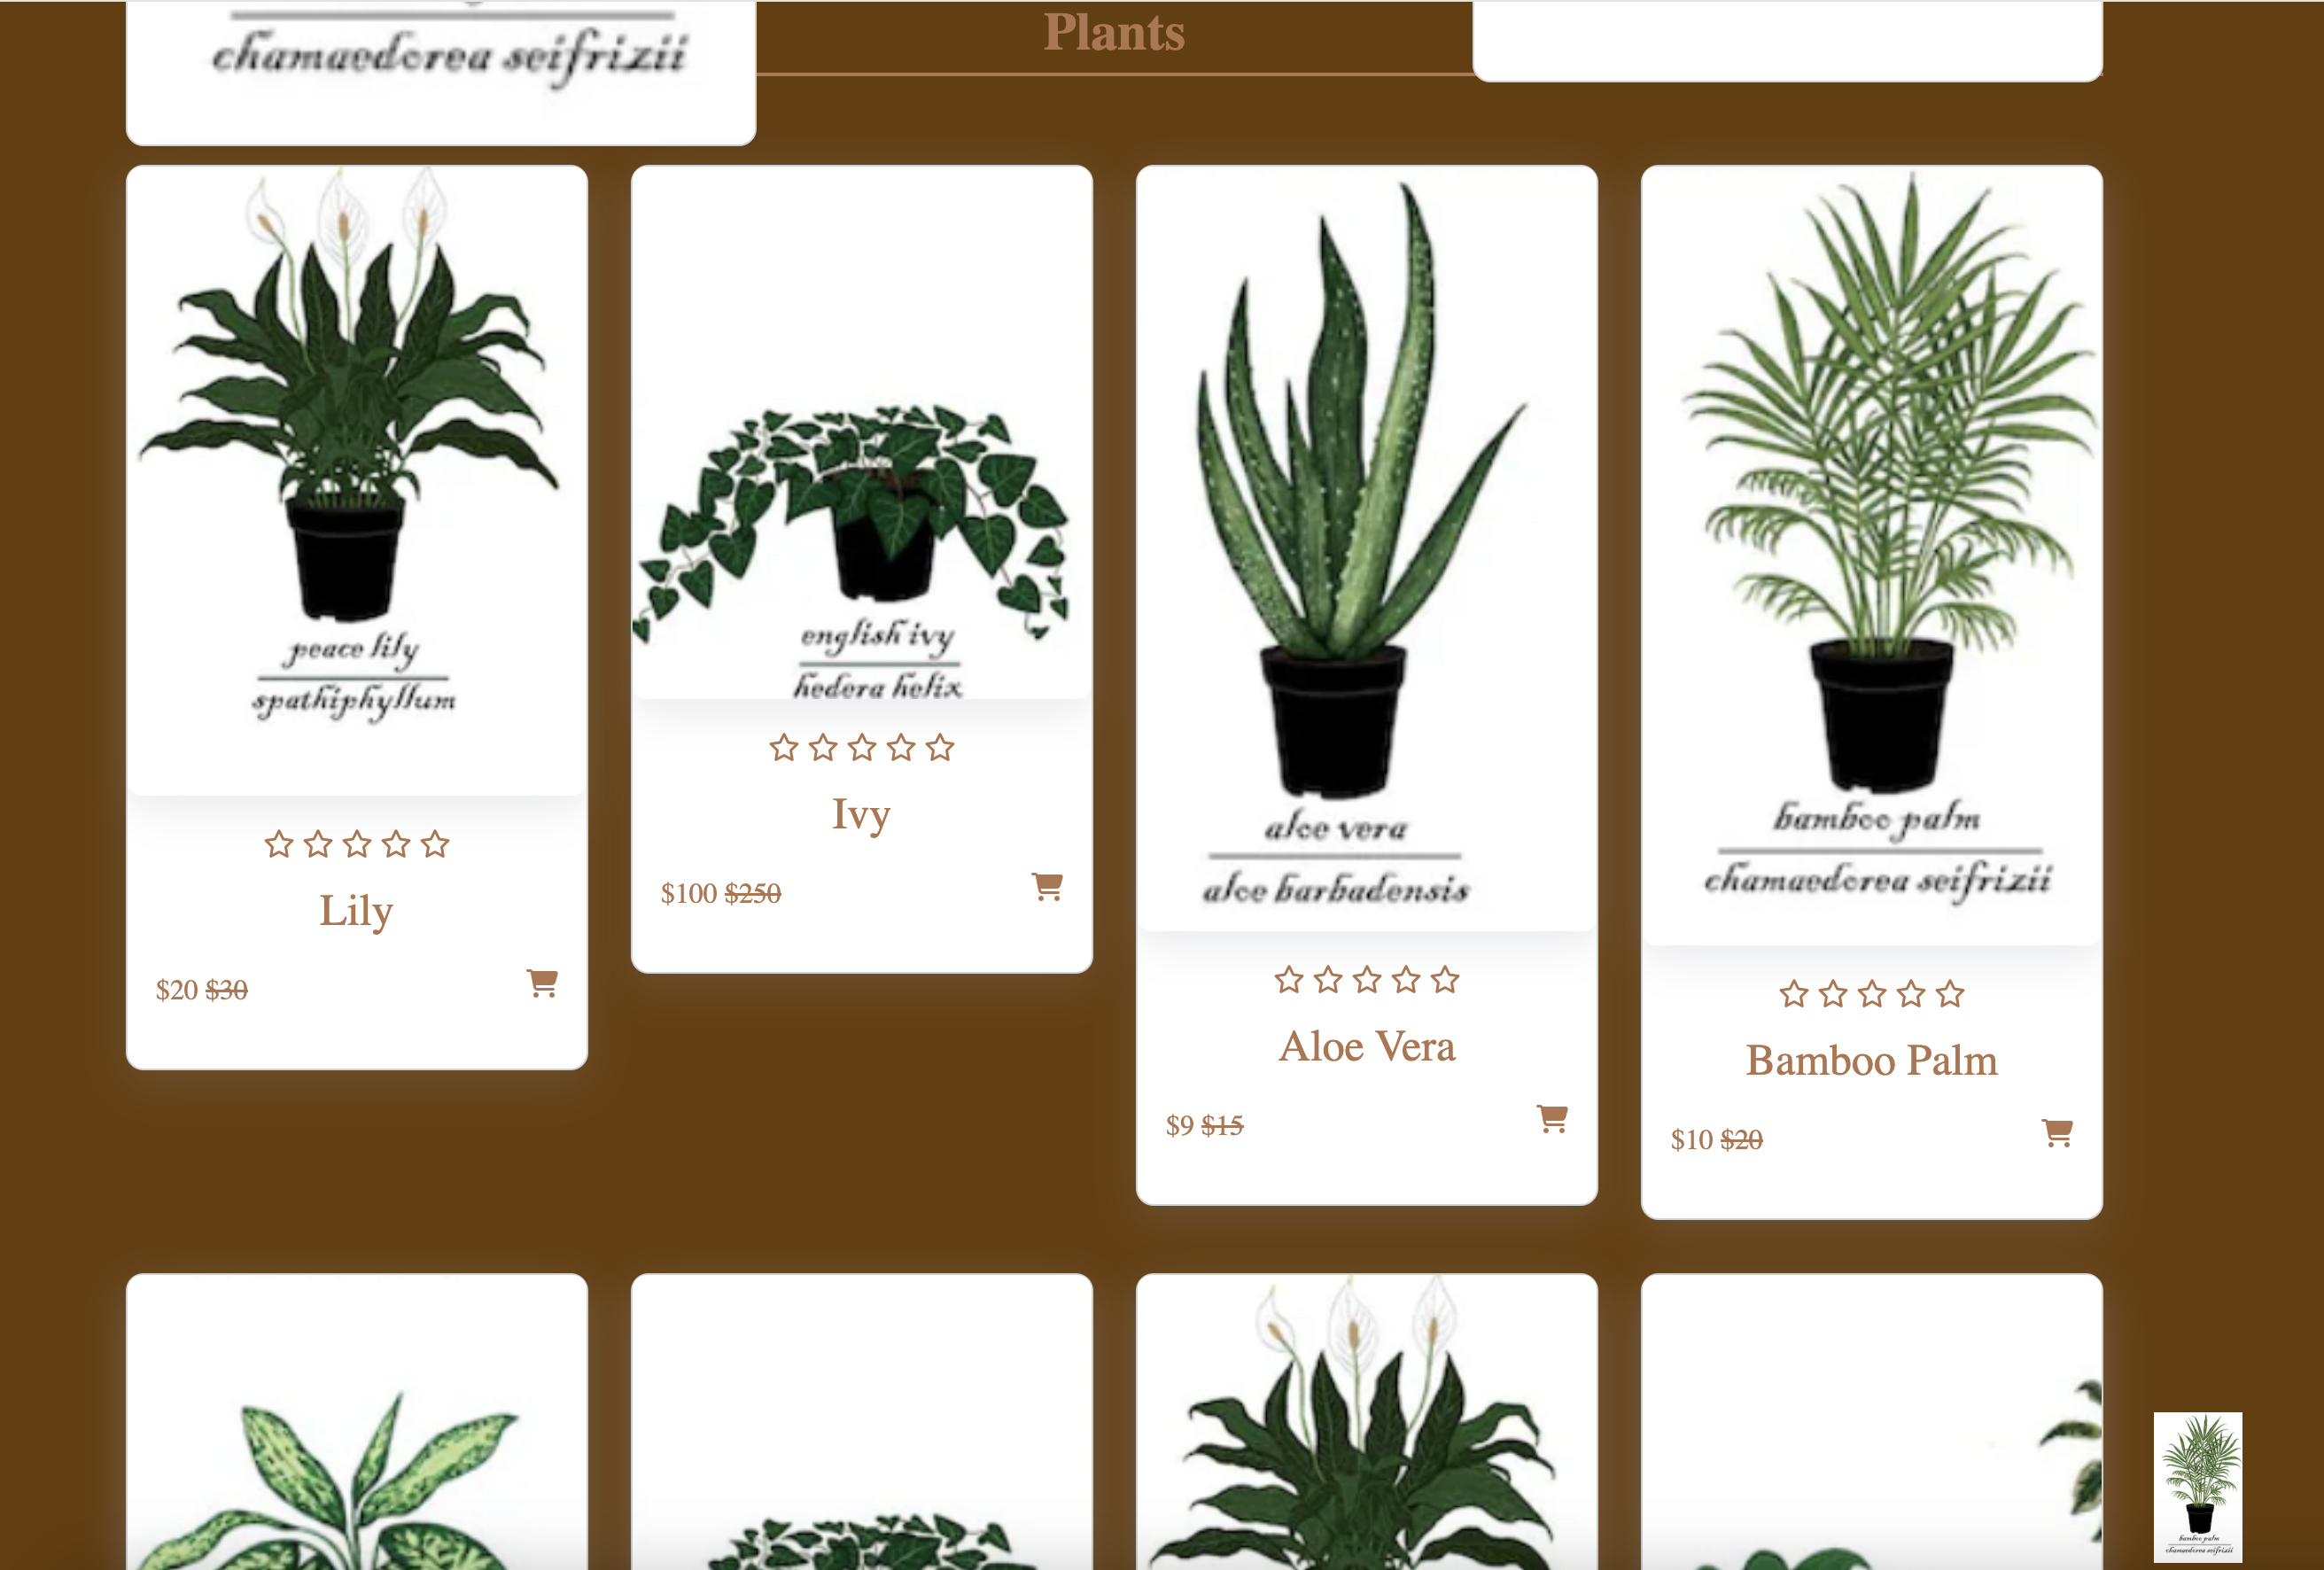 chamaedorea seifrizii
Plants
peace lily
spathiphyllum
Lily
$20 $30
english ivy
hedera helix
Ivy
$100 $250
aloe vera
aloe barbadensis
Aloe Vera
$9 $15
bamboo palm
chamaedorea seifrizii
Bamboo Palm
$10 $20
bamboo palm
chamaedorea seifrizii